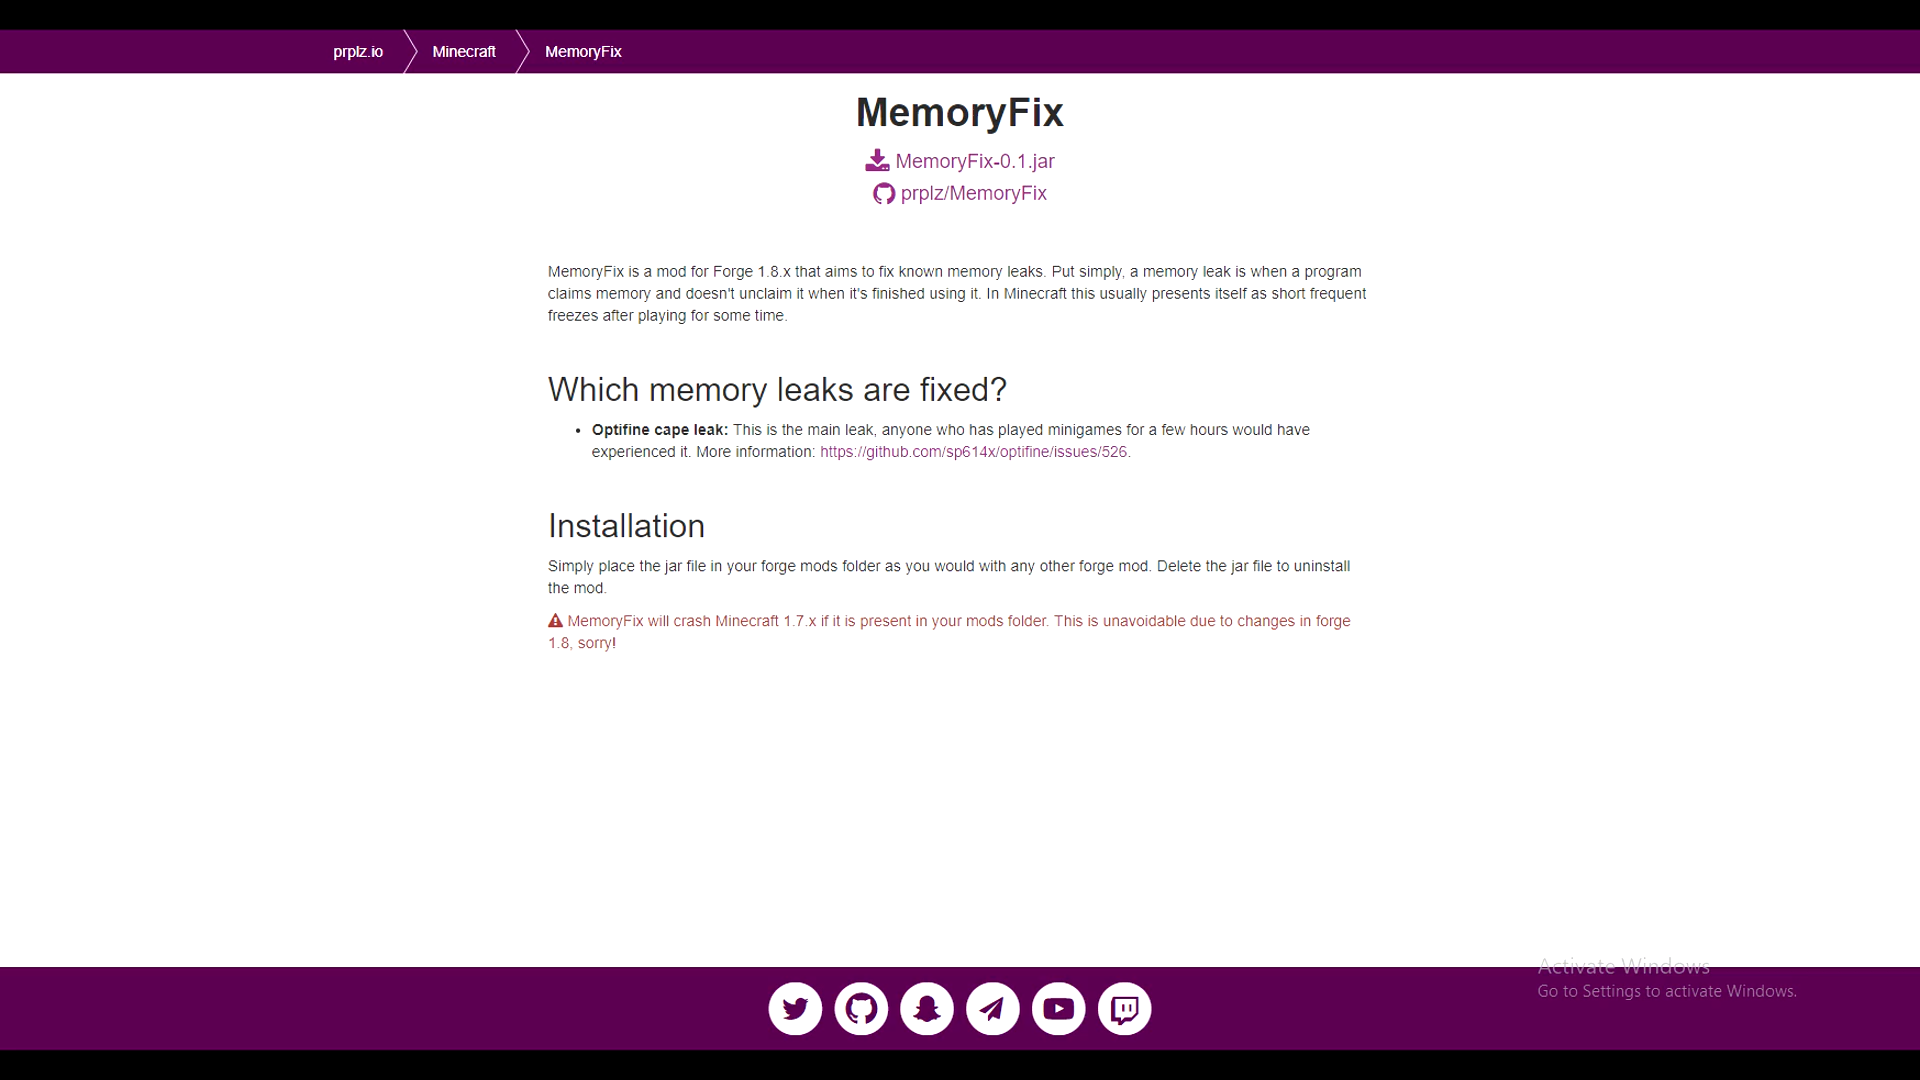 prplz.io
Minecraft
MemoryFix
MemoryFix
MemoryFix-0.1.jar
prplz/MemoryFix
MemoryFix is a mod for Forge 1.8.x that aims to fix known memory leaks. Put simply, a memory leak is when a program
claims memory and doesn't unclaim it when it's finished using it. In Minecraft this usually presents itself as short frequent
freezes after playing for some time.
Which memory leaks are fixed?
• Optifine cape leak: This is the main leak, anyone who has played minigames for a few hours would have
experienced it. More information: https://github.com/sp614x/optifine/issues/526.
Installation
Simply place the jar file in your forge mods folder as you would with any other forge mod. Delete the jar file to uninstall
the mod.
MemoryFix will crash Minecraft 1.7.x if it is present in your mods folder. This is unavoidable due to changes in forge
1.8, sorry!
Activate Windows
Go to Settings to activate Windows.